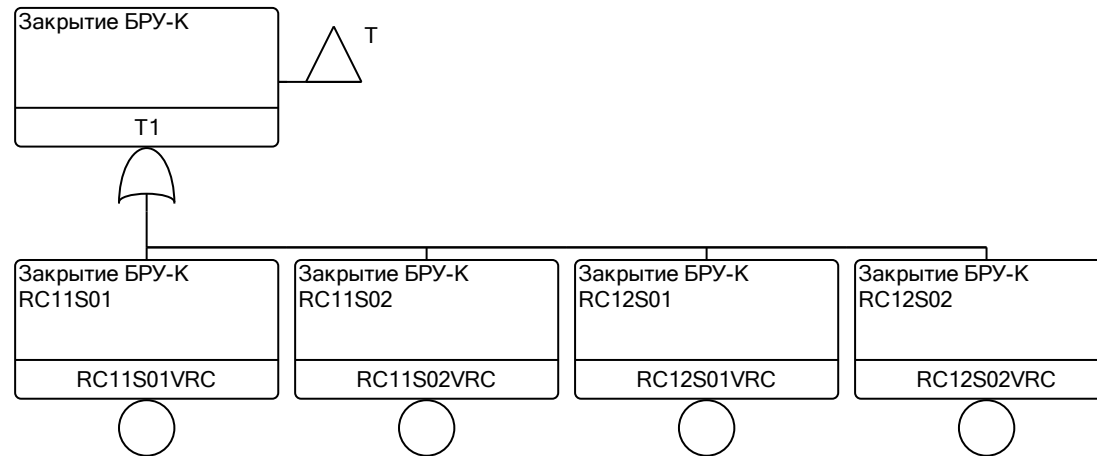 Закрытие БРУ-К
T
T1
Закрытие БРУ-К
RC11S01
RC11S01VRC
Закрытие БРУ-К
RC11S02
RC11S02VRC
Закрытие БРУ-К
RC12S01
RC12S01VRC
Закрытие БРУ-К
RC12S02
RC12S02VRC